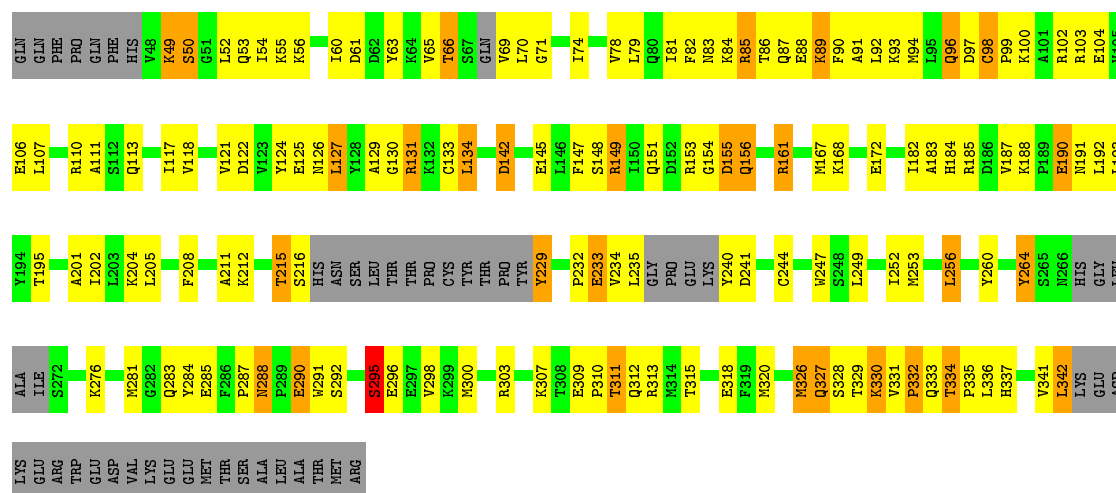 GLN GLN PHE PRO GLN PHE HIS V48 K49 S50 G51 L52 Q53 I54 K55 K56 I60 D61 D62 Y63 K64 V65 T66 S67 GLN V69 L70 G71 I74 V78 L79 Q80 I81 F82 N83 K84 R85 T86 Q87 E88 K89 F90 A91 L92 K93 M94 L95 Q96 D97 C98 P99 K100 A101 R102 R103 E104
E106 L107 R110 A111 S112 Q113 I117 V118 V121 D122 V123 Y124 E125 N126 L127 Y128 A129 G130 R131 K132 C133 L134 D142 E145 L146 F147 S148 R149 I150 Q151 D152 R153 G154 D155 Q156 R161 M167 K168 E172 I182 A183 H184 R185 D186 V187 K188 P189 E190 N191 L192
Y194 T195 A201 I202 L203 K204 L205 F208 A211 K212 T215 S216 HIS ASN SER LEU THR THR PRO CYS TYR THR PRO TYR Y229 P232 E233 V234 L235 GLY PRO GLU LYS Y240 D241 C244 W247 S248 L249 I252 M253 L256 Y260 Y264 S265 N266 HIS GLY
ALA ILE S272 K276 M281 G282 Q283 Y284 E285 F286 P287 N288 P289 E290 W291 S292 S295 E296 E297 V298 K299 M300 R303 K307 T308 E309 P310 T311 Q312 R313 M314 T315 E318 F319 M320 M326 Q327 S328 T329 K330 V331 P332 Q333 T334 P335 L336 H337 V341 L342 LYS GLU
LYS GLU ARG TRP GLU ASP VAL LYS GLU GLU MET THR SER ALA LEU ALA THR MET ARG